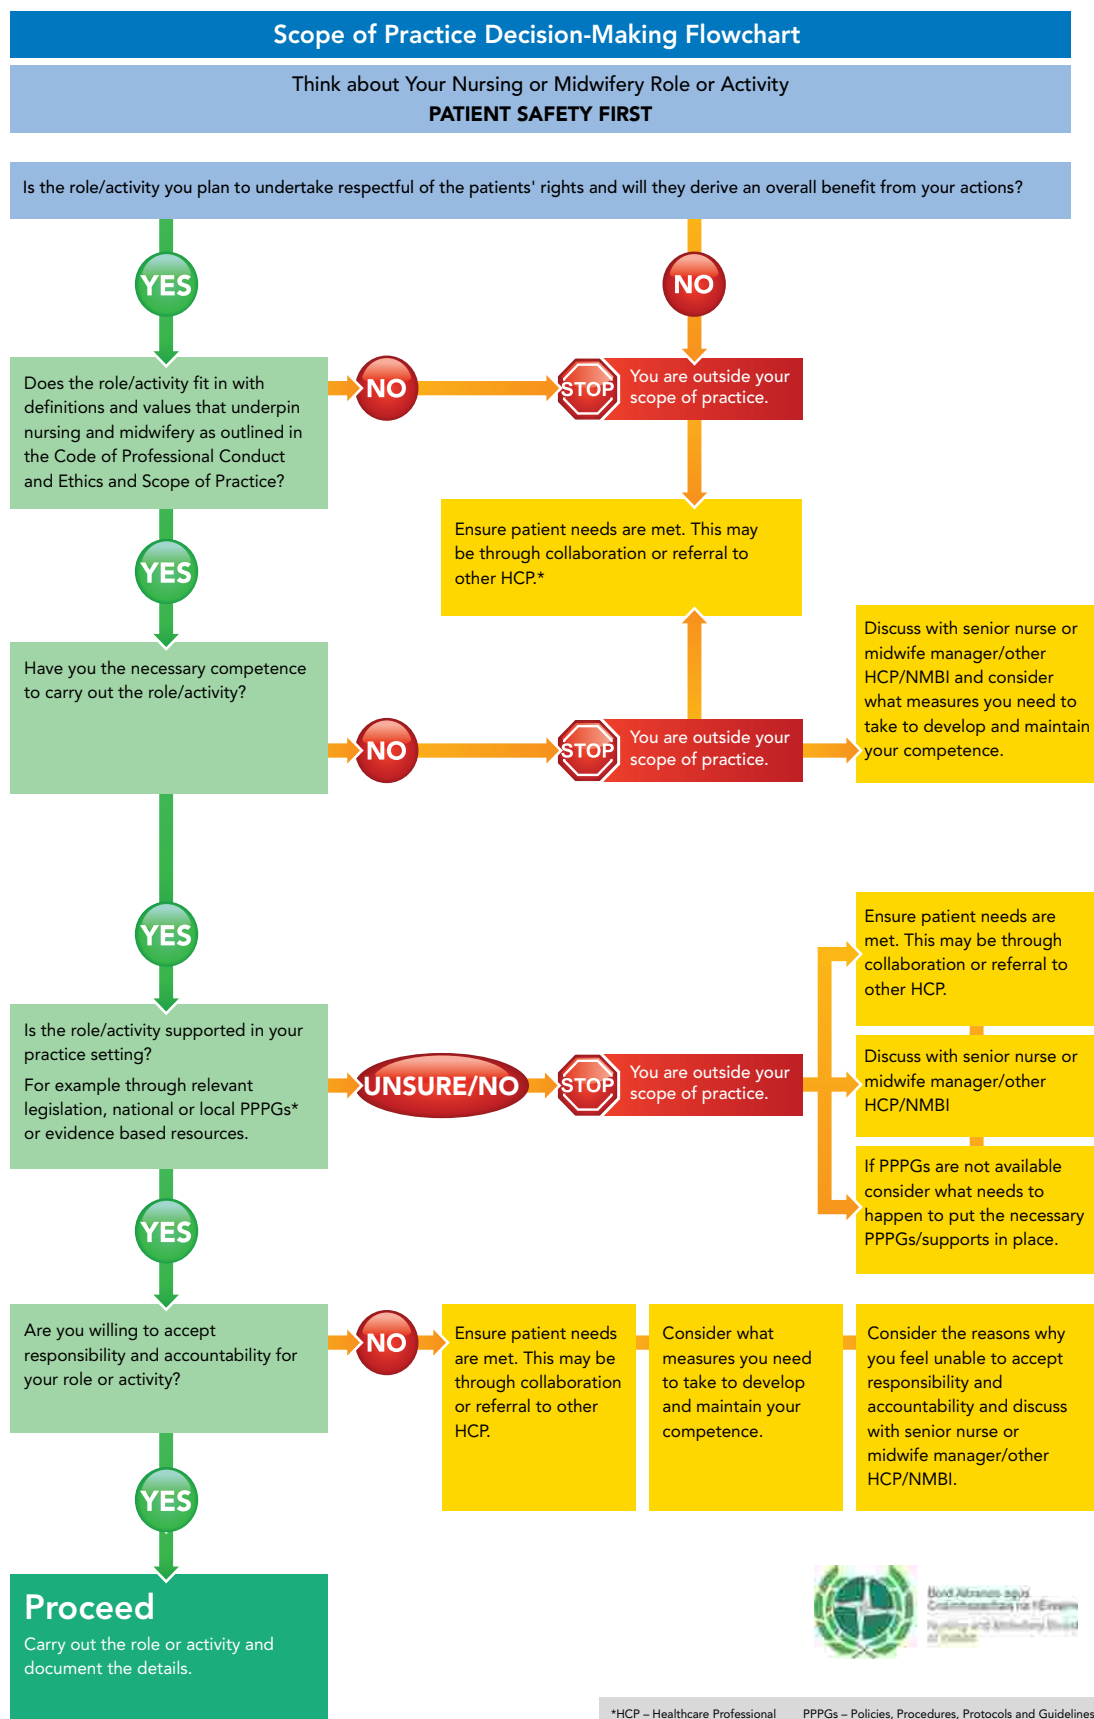 Scope of Practice Decision-Making Flowchart
Think about Your Nursing or Midwifery Role or Activity
PATIENT SAFETY FIRST
Is the role/activity you plan to undertake respectful of the patients' rights and will they derive an overall benefit from your actions?
YES
NO
Does the role/activity fit in with
definitions and values that underpin
nursing and midwifery as outlined in
the Code of Professional Conduct
and Ethics and Scope of Practice?
NO
STOP
You are outside your
scope of practice.
Ensure patient needs are met. This may
be through collaboration or referral to
other HCP.*
YES
Have you the necessary competence
to carry out the role/activity?
NO
STOP
You are outside your
scope of practice.
Discuss with senior nurse or
midwife manager/other
HCP/NMBI and consider
what measures you need to
take to develop and maintain
your competence.
YES
Is the role/activity supported in your
practice setting?
For example through relevant
legislation, national or local PPPGs*
or evidence based resources.
UNSURE/NO
STOP
You are outside your
scope of practice.
Ensure patient needs are
met. This may be through
collaboration or referral to
other HCP.
Discuss with senior nurse or
midwife manager/other
HCP/NMBI
If PPPGs are not available
consider what needs to
happen to put the necessary
PPPGs/supports in place.
YES
Are you willing to accept
responsibility and accountability for
your role or activity?
NO
Ensure patient needs
are met. This may be
through collaboration
or referral to other
HCP.
Consider what
measures you need
to take to develop
and maintain your
competence.
Consider the reasons why
you feel unable to accept
responsibility and
accountability and discuss
with senior nurse or
midwife manager/other
HCP/NMBI.
YES
Proceed
Carry out the role or activity and
document the details.
*HCP – Healthcare Professional PPPGs – Policies, Procedures, Protocols and Guidelines